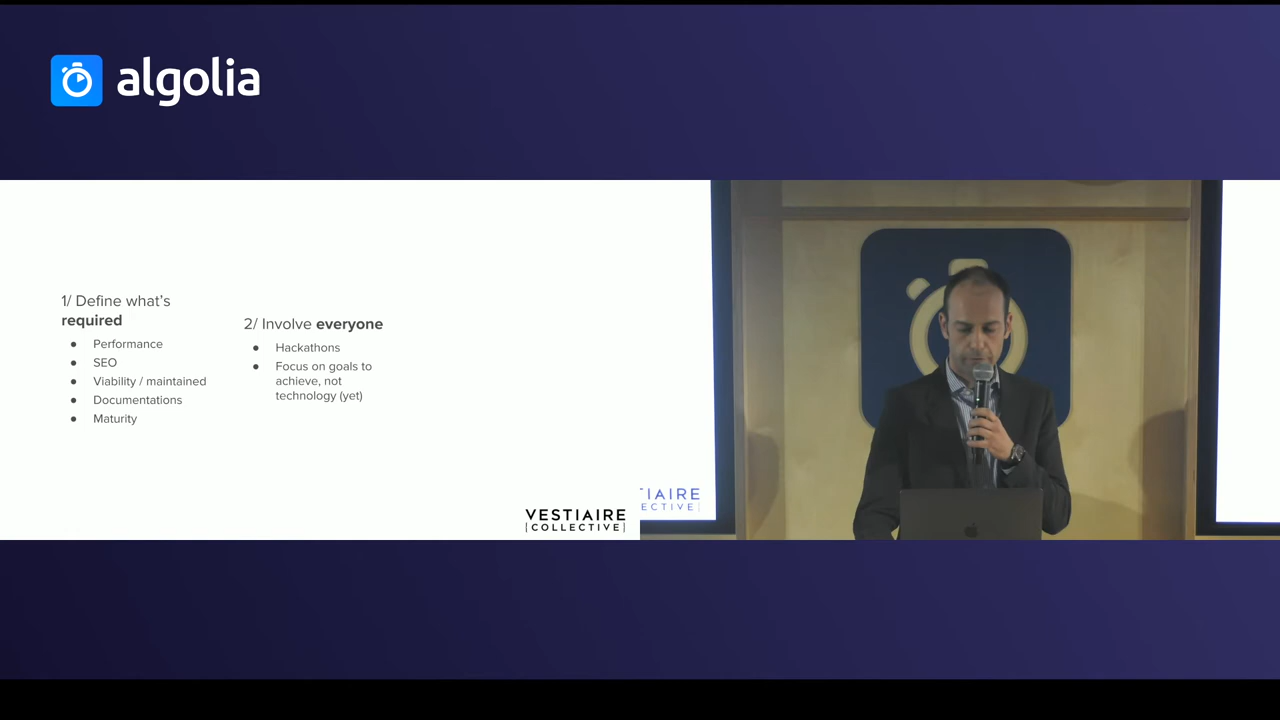 algolia
1/ Define what's
required
● Performance
● SEO
● Viability / maintained
● Documentations
● Maturity
2/ Involve everyone
● Hackathons
● Focus on goals to
achieve, not
technology (yet)
VESTIAIRE
[COLLECTIVE]
TIAIRE
ECTIVE]